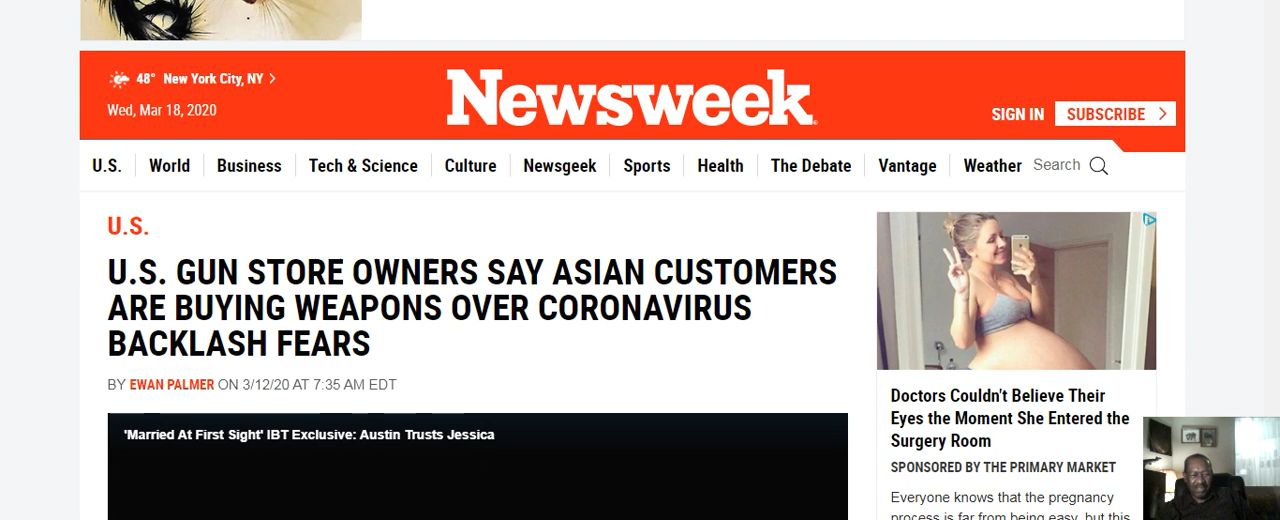 48° New York City, NY
Wed, Mar 18, 2020
Newsweek
SIGN IN SUBSCRIBE
U.S. World Business Tech & Science Culture Newsgeek Sports Health The Debate Vantage Weather Search
U.S.
U.S. GUN STORE OWNERS SAY ASIAN CUSTOMERS
ARE BUYING WEAPONS OVER CORONAVIRUS
BACKLASH FEARS
BY EWAN PALMER ON 3/12/20 AT 7:35 AM EDT
'Married At First Sight' IBT Exclusive: Austin Trusts Jessica
Doctors Couldn't Believe Their
Eyes the Moment She Entered the
Surgery Room
SPONSORED BY THE PRIMARY MARKET
Everyone knows that the pregnancy
process is far from being easy, but this